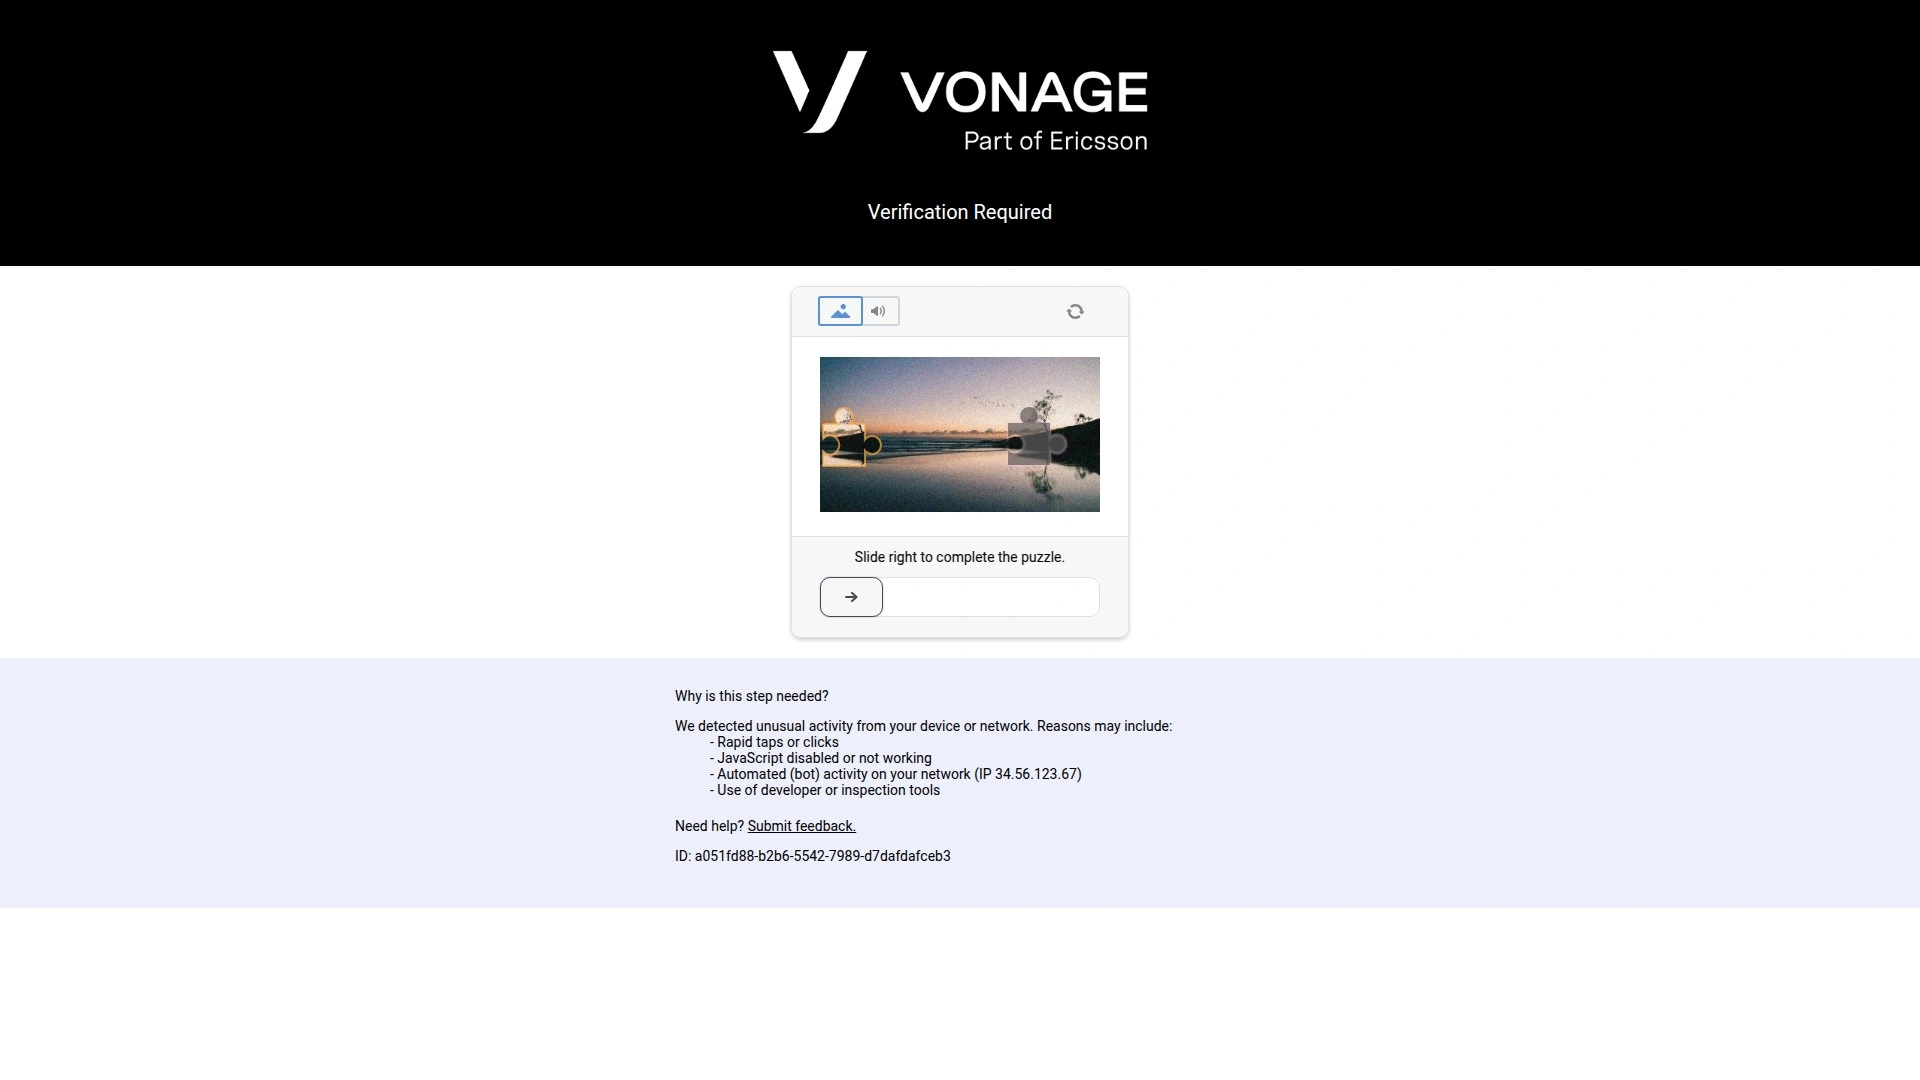 VONAGE
Part of Ericsson
Verification Required
Slide right to complete the puzzle.
Why is this step needed?
We detected unusual activity from your device or network. Reasons may include:
- Rapid taps or clicks
- JavaScript disabled or not working
- Automated (bot) activity on your network (IP 34.56.123.67)
- Use of developer or inspection tools
Need help? Submit feedback.
ID: a051fd88-b2b6-5542-7989-d7dafdafceb3